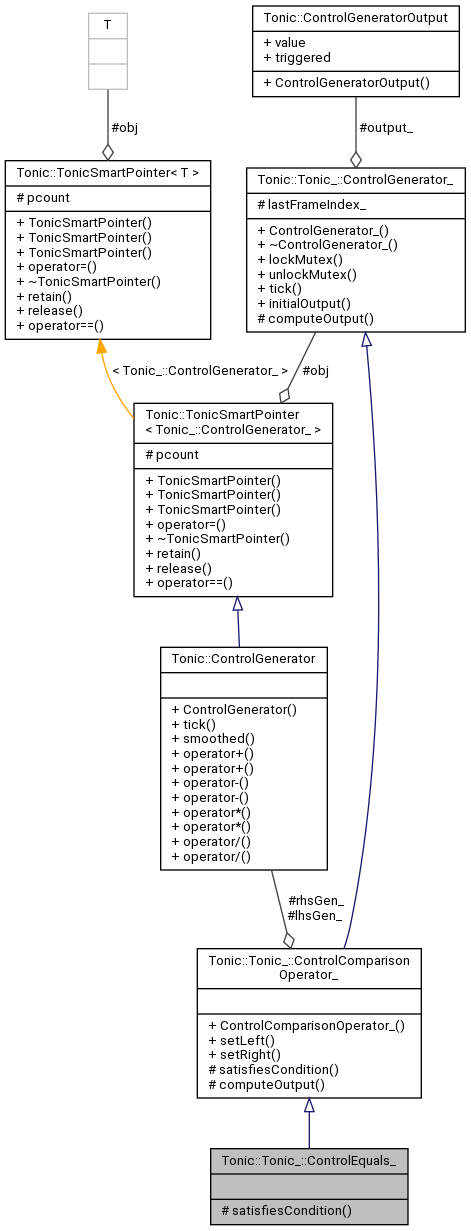 T
#obj
Tonic::ControlGeneratorOutput
+ value
+ triggered
+ ControlGeneratorOutput()
#output_
Tonic::TonicSmartPointer< T >
# pcount
+ TonicSmartPointer()
+ TonicSmartPointer()
+ TonicSmartPointer()
+ operator=()
+ ~TonicSmartPointer()
+ retain()
+ release()
+ operator==()
Tonic::Tonic_::ControlGenerator_
# lastFrameIndex_
+ ControlGenerator_()
+ ~ControlGenerator_()
+ lockMutex()
+ unlockMutex()
+ tick()
+ initialOutput()
# computeOutput()
< Tonic_::ControlGenerator_ >
#obj
Tonic::TonicSmartPointer
< Tonic_::ControlGenerator_ >
# pcount
+ TonicSmartPointer()
+ TonicSmartPointer()
+ TonicSmartPointer()
+ operator=()
+ ~TonicSmartPointer()
+ retain()
+ release()
+ operator==()
Tonic::ControlGenerator
+ ControlGenerator()
+ tick()
+ smoothed()
+ operator+()
+ operator+()
+ operator-()
+ operator-()
+ operator*()
+ operator*()
+ operator/()
+ operator/()
#rhsGen_
#lhsGen_
Tonic::Tonic_::ControlComparison
Operator_
+ ControlComparisonOperator_()
+ setLeft()
+ setRight()
# satisfiesCondition()
# computeOutput()
Tonic::Tonic_::ControlEquals_
# satisfiesCondition()